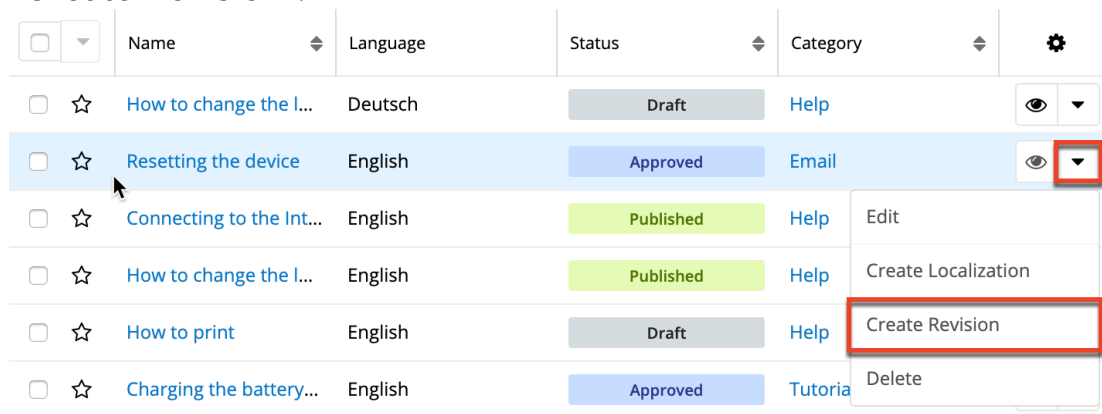 Name Language Status Category
How to change the l... Deutsch Draft Help
Resetting the device English Approved Email
Connecting to the Int... English Published Help
Edit
How to change the l... English Published Help
Create Localization
How to print English Draft Help
Create Revision
Charging the battery... English Approved Tutoria
Delete